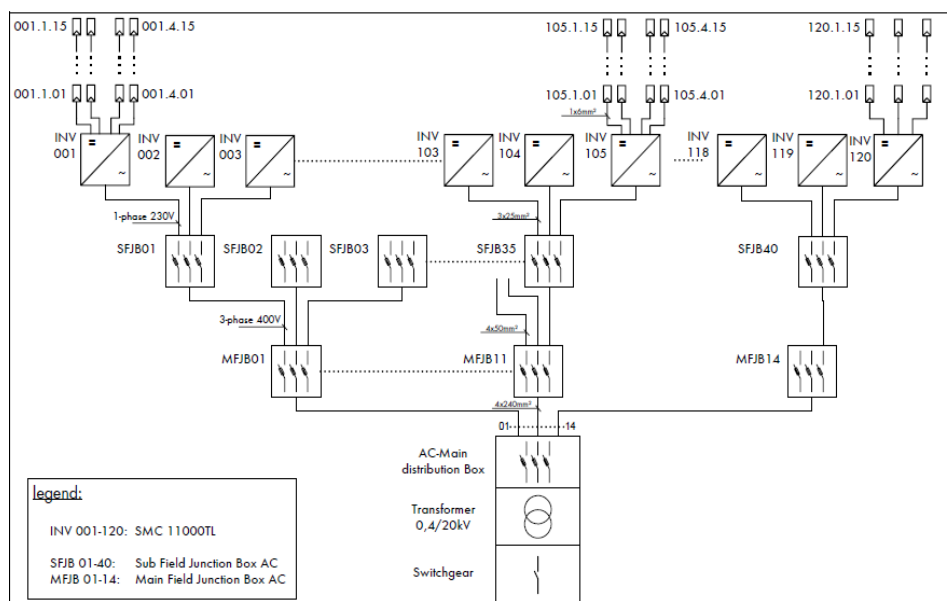 001.1.15 001.4.15 105.1.15 105.4.15 120.1.15
001.1.01 001.4.01 105.1.01 105.4.01 120.1.01
1x6mm²
INV 001 INV 002 INV 003 INV 103 INV 104 INV 105 INV 118 INV 119 INV 120
= = = = = = = = =
~ ~ ~ ~ ~ ~ ~ ~ ~
1-phase 230V 3x25mm²
SFJB01 SFJB02 SFJB03 SFJB35 SFJB40
3-phase 400V 4x50mm²
MFJB01 MFJB11 MFJB14
4x240mm²
01 14
AC-Main
distribution Box
Transformer
0,4/20kV
Switchgear
legend:
INV 001-120: SMC 11000TL
SFJB 01-40: Sub Field Junction Box AC
MFJB 01-14: Main Field Junction Box AC